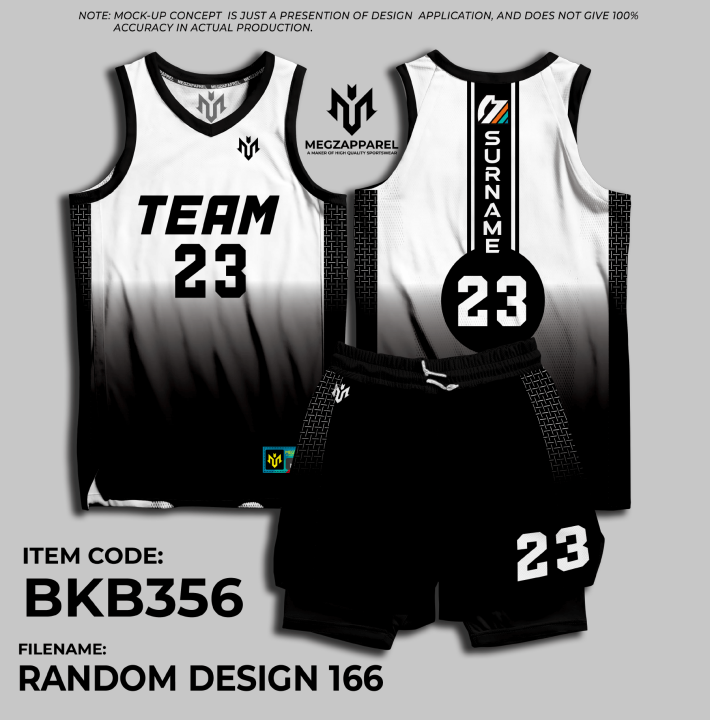 NOTE: MOCK-UP CONCEPT IS JUST A PRESENTION OF DESIGN APPLICATION, AND DOES NOT GIVE 100%
ACCURACY IN ACTUAL PRODUCTION.
MEGZAPPAREL
A MAKER OF HIGH QUALITY SPORTSWEAR
TEAM
23
SURNAME
23
23
ITEM CODE:
BKB356
FILENAME:
RANDOM DESIGN 166